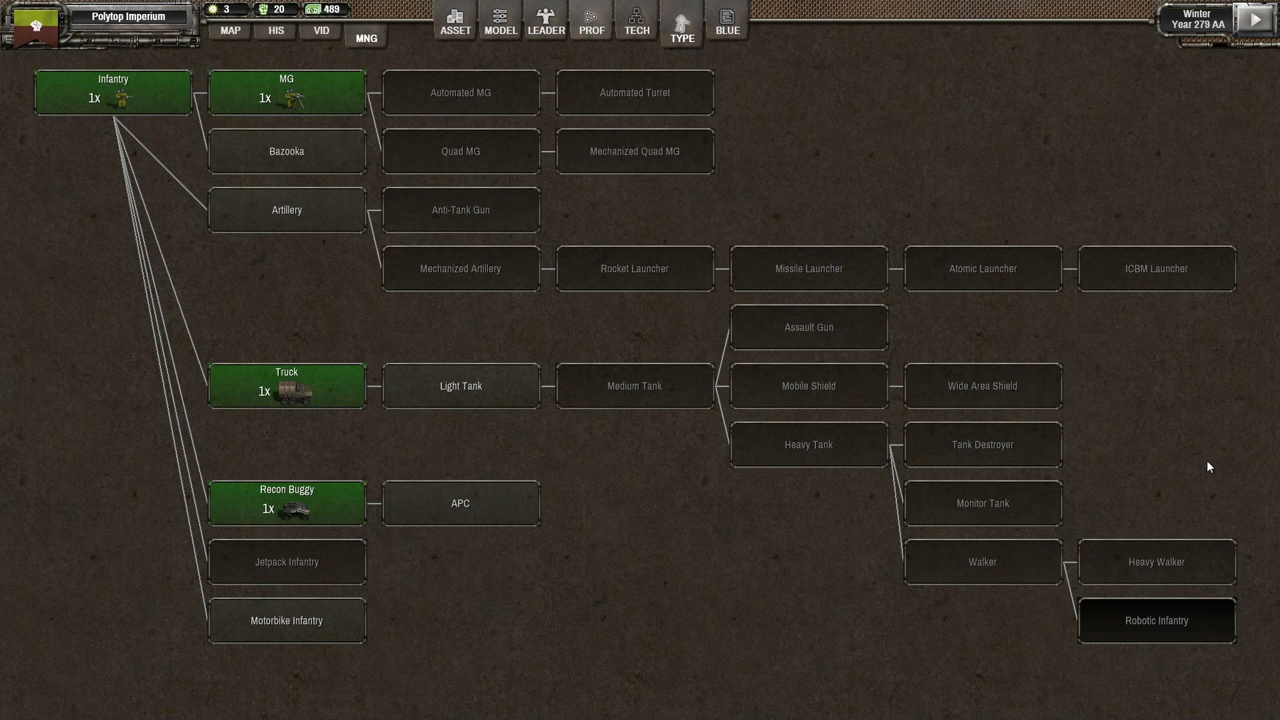 Polytop Imperium
3
20
489
MAP
HIS
VID
MNG
ASSET
MODEL
LEADER
PROF
TECH
TYPE
BLUE
Winter
Year 279 AA
Infantry
1x
MG
1x
Automated MG
Automated Turret
Bazooka
Quad MG
Mechanized Quad MG
Artillery
Anti-Tank Gun
Mechanized Artillery
Rocket Launcher
Missile Launcher
Atomic Launcher
ICBM Launcher
Assault Gun
Truck
1x
Light Tank
Medium Tank
Mobile Shield
Wide Area Shield
Heavy Tank
Tank Destroyer
Recon Buggy
1x
APC
Monitor Tank
Jetpack Infantry
Walker
Heavy Walker
Motorbike Infantry
Robotic Infantry